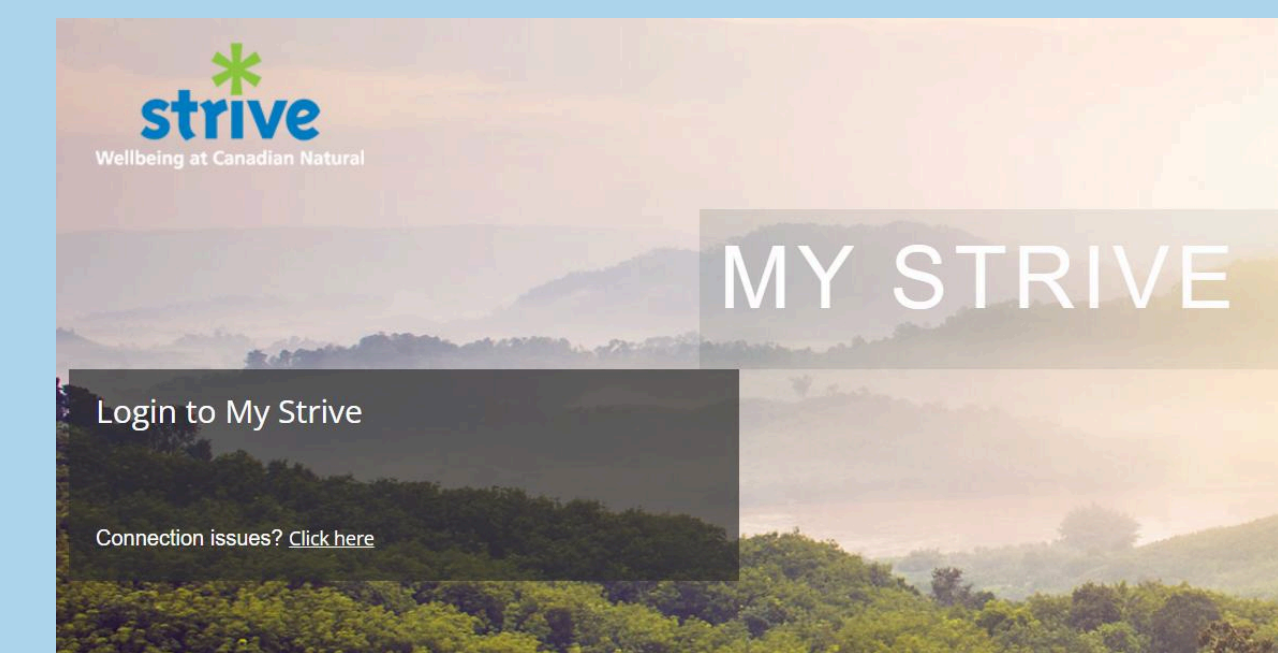 strive
Wellbeing at Canadian Natural
MY STRIVE
Login to My Strive
Connection issues? Click here